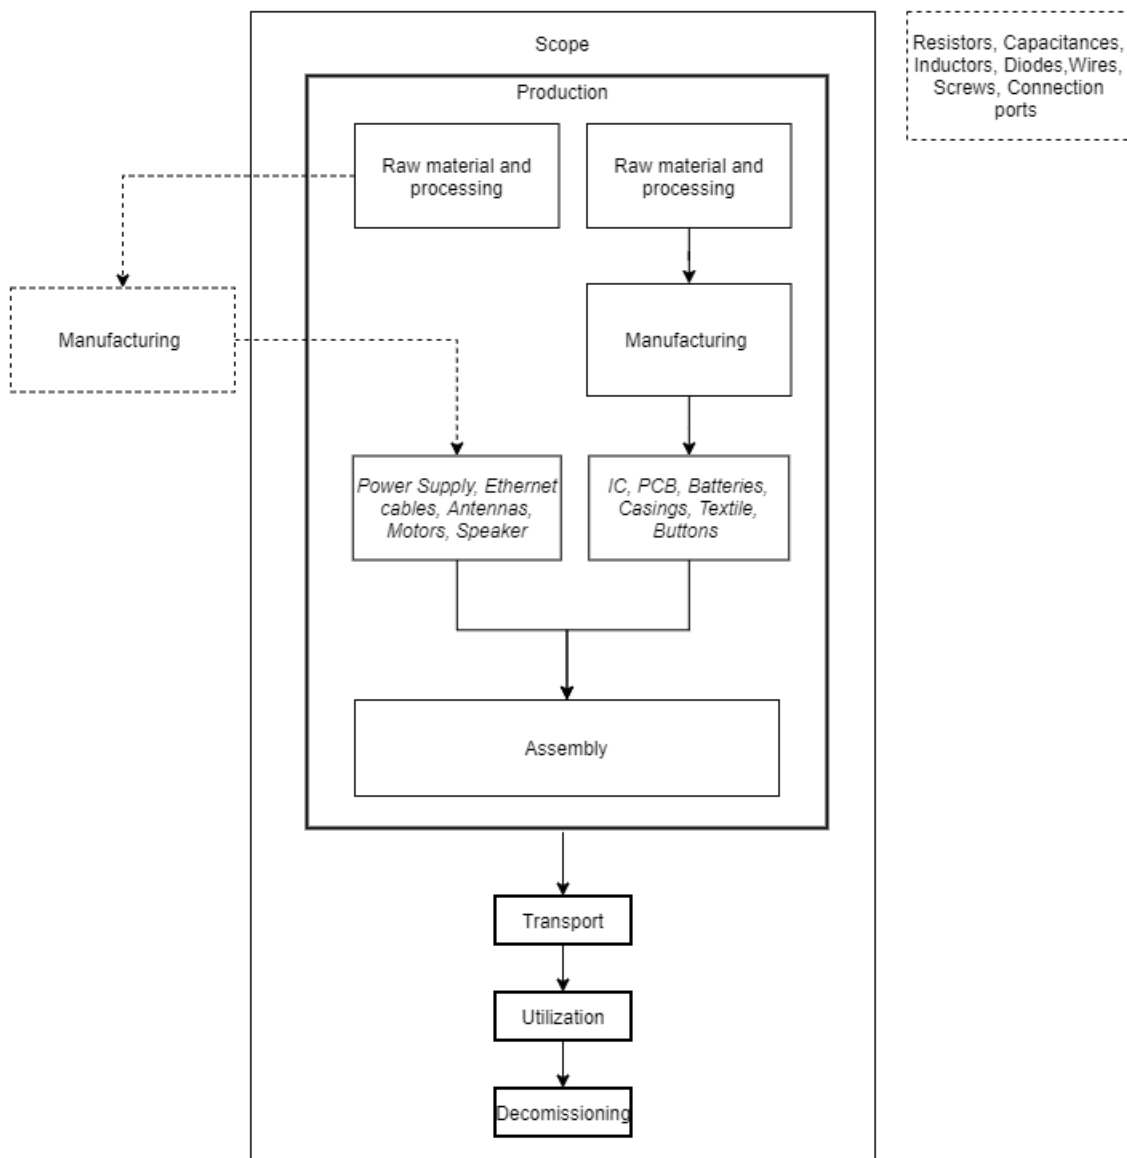 Scope
Resistors, Capacitances,
Inductors, Diodes,Wires,
Screws, Connection
ports
Production
Raw material and
processing
Raw material and
processing
Manufacturing
Manufacturing
Power Supply, Ethernet
cables, Antennas,
Motors, Speaker
IC, PCB, Batteries,
Casings, Textile,
Buttons
Assembly
Transport
Utilization
Decomissioning